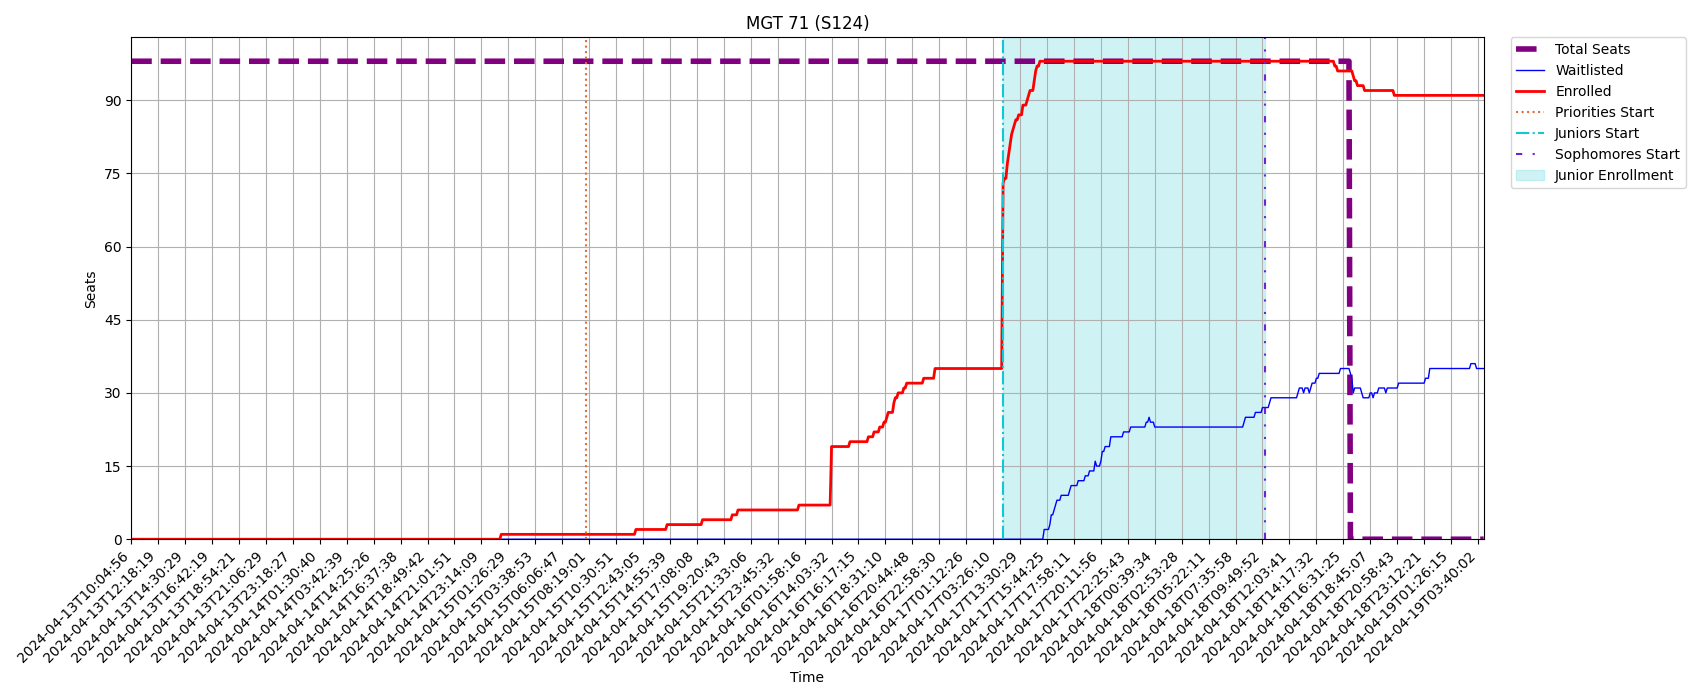 MGT 71 (S124)
Total Seats
Waitlisted
Enrolled
Priorities Start
Juniors Start
Sophomores Start
Junior Enrollment
Seats
90
75
60
45
30
15
0
2024-04-13T10:04:56
2024-04-13T12:18:19
2024-04-13T14:30:29
2024-04-13T16:42:19
2024-04-13T18:54:21
2024-04-13T21:06:29
2024-04-13T23:18:27
2024-04-14T01:30:40
2024-04-14T03:42:39
2024-04-14T14:25:26
2024-04-14T16:37:38
2024-04-14T18:49:42
2024-04-14T21:01:51
2024-04-14T23:14:09
2024-04-15T01:26:29
2024-04-15T03:38:53
2024-04-15T06:06:47
2024-04-15T08:19:01
2024-04-15T10:30:51
2024-04-15T12:43:05
2024-04-15T14:55:39
2024-04-15T17:08:08
2024-04-15T19:20:43
2024-04-15T21:33:06
2024-04-15T23:45:32
2024-04-16T01:58:16
2024-04-16T14:03:32
2024-04-16T16:17:15
2024-04-16T18:31:10
2024-04-16T20:44:48
2024-04-16T22:58:30
2024-04-17T01:12:26
2024-04-17T03:26:10
2024-04-17T13:30:29
2024-04-17T15:44:25
2024-04-17T17:58:11
2024-04-17T20:11:56
2024-04-17T22:25:43
2024-04-18T00:39:34
2024-04-18T02:53:28
2024-04-18T05:22:11
2024-04-18T07:35:58
2024-04-18T09:49:52
2024-04-18T12:03:41
2024-04-18T14:17:32
2024-04-18T16:31:25
2024-04-18T18:45:07
2024-04-18T20:58:43
2024-04-18T23:12:21
2024-04-19T01:26:15
2024-04-19T03:40:02
Time